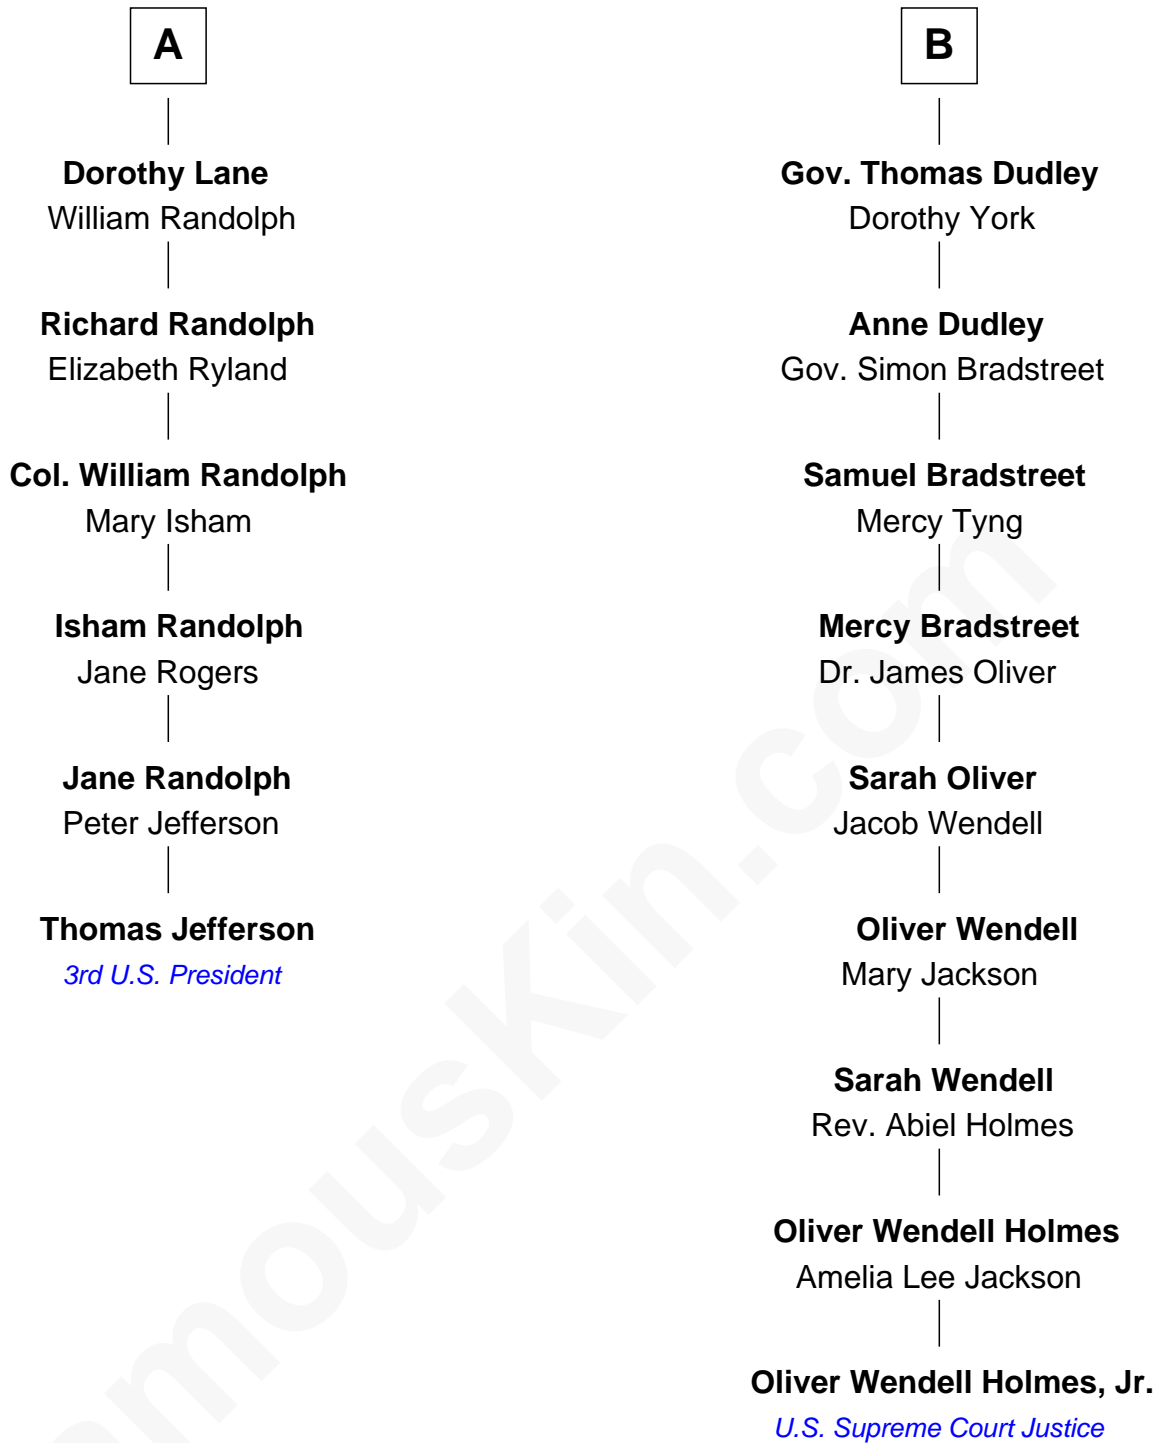 A
Dorothy Lane
William Randolph
Richard Randolph
Elizabeth Ryland
Col. William Randolph
Mary Isham
Isham Randolph
Jane Rogers
Jane Randolph
Peter Jefferson
Thomas Jefferson
3rd U.S. President
B
Gov. Thomas Dudley
Dorothy York
Anne Dudley
Gov. Simon Bradstreet
Samuel Bradstreet
Mercy Tyng
Mercy Bradstreet
Dr. James Oliver
Sarah Oliver
Jacob Wendell
Oliver Wendell
Mary Jackson
Sarah Wendell
Rev. Abiel Holmes
Oliver Wendell Holmes
Amelia Lee Jackson
Oliver Wendell Holmes, Jr.
U.S. Supreme Court Justice
amousKin.com